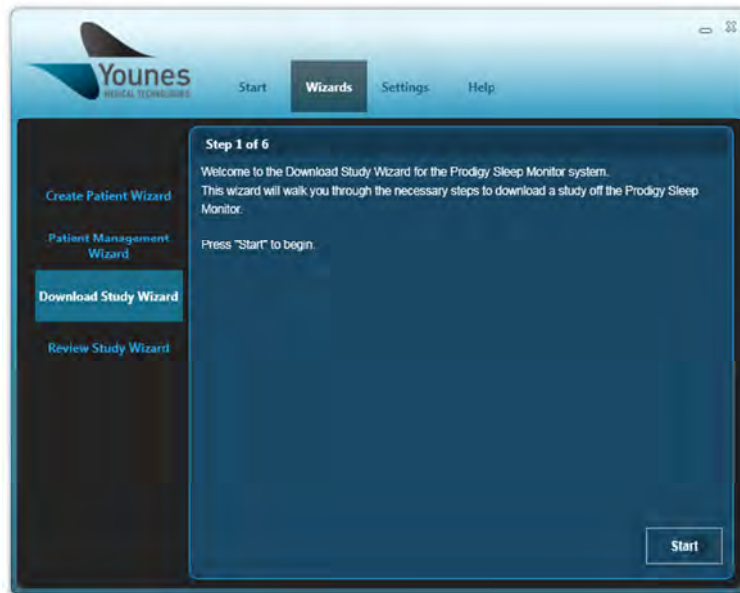 Younes
MEDICAL TECHNOLOGIES
Start
Wizards
Settings
Help
Create Patient Wizard
Patient Management
Wizard
Download Study Wizard
Review Study Wizard
Step 1 of 6
Welcome to the Download Study Wizard for the Prodigy Sleep Monitor system.
This wizard will walk you through the necessary steps to download a study off the Prodigy Sleep
Monitor.
Press "Start" to begin.
Start